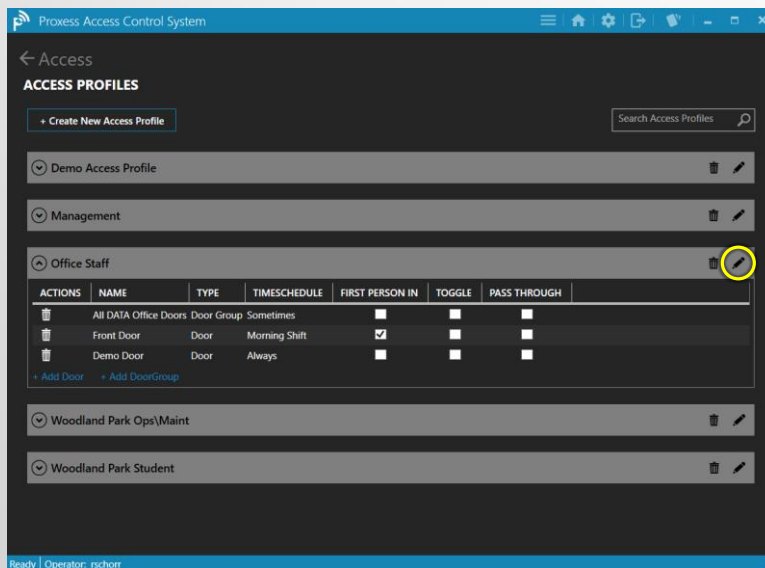 Proxess Access Control System
Access
ACCESS PROFILES
+ Create New Access Profile
Search Access Profiles
Demo Access Profile
Management
Office Staff
ACTIONS NAME TYPE TIMESCHEDULE FIRST PERSON IN TOGGLE PASS THROUGH
All DATA Office Doors Door Group Sometimes
Front Door Door Morning Shift
Demo Door Door Always
+ Add Door + Add DoorGroup
Woodland Park Ops\Maint
Woodland Park Student
Ready Operator: rschorr